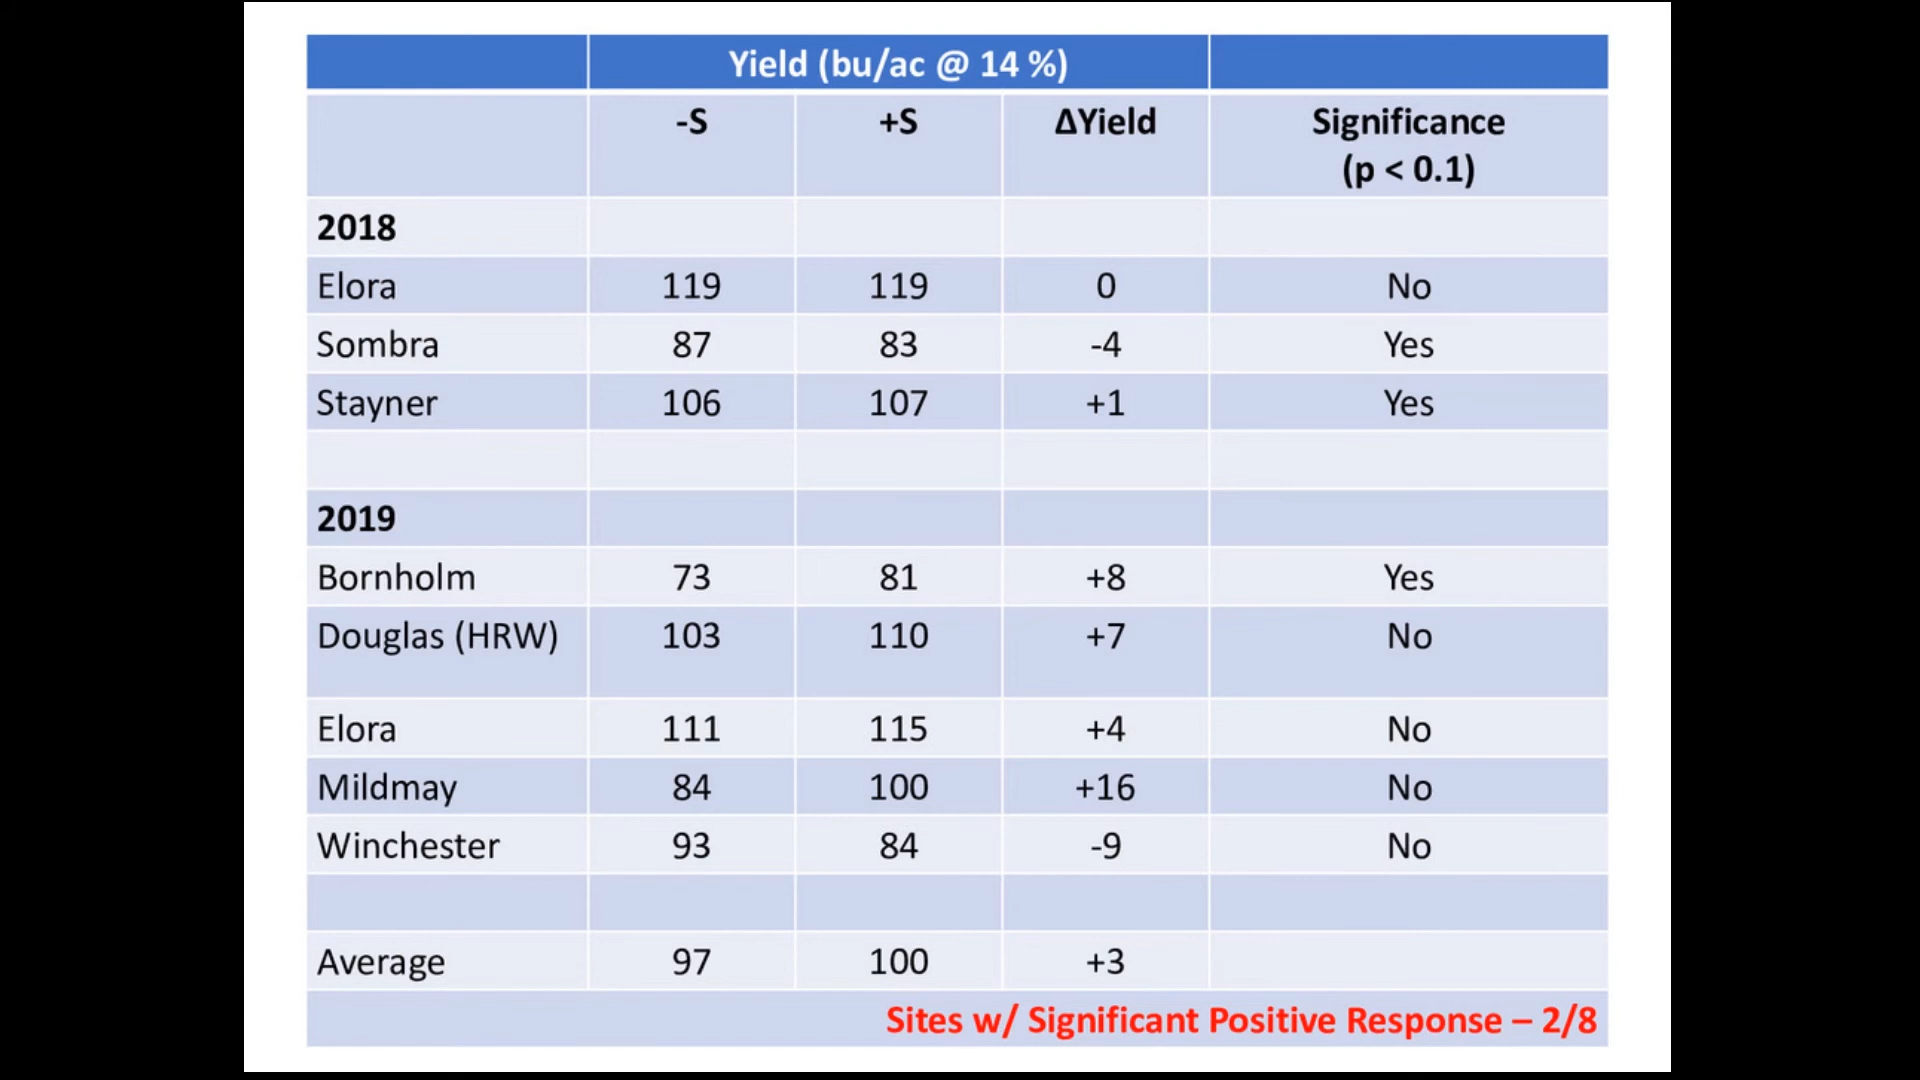 Yield (bu/ac @ 14 %)
-S +S ΔYield Significance
(p < 0.1)
2018
Elora 119 119 0 No
Sombra 87 83 -4 Yes
Stayner 106 107 +1 Yes
2019
Bornholm 73 81 +8 Yes
Douglas (HRW) 103 110 +7 No
Elora 111 115 +4 No
Mildmay 84 100 +16 No
Winchester 93 84 -9 No
Average 97 100 +3
Sites w/ Significant Positive Response – 2/8